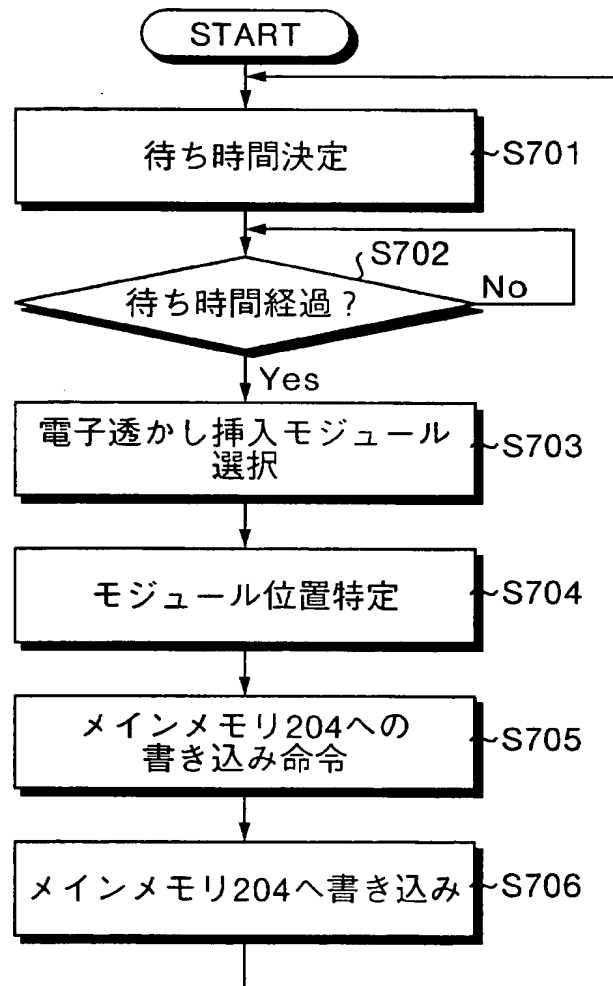 START
待ち時間決定
S701
S702
待ち時間経過？
No
Yes
電子透かし挿入モジュール
選択
S703
モジュール位置特定
S704
メインメモリ204への
書き込み命令
S705
メインメモリ204へ書き込み
S706